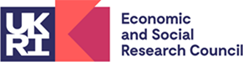 UK
RI
Economic
and Social
Research Council